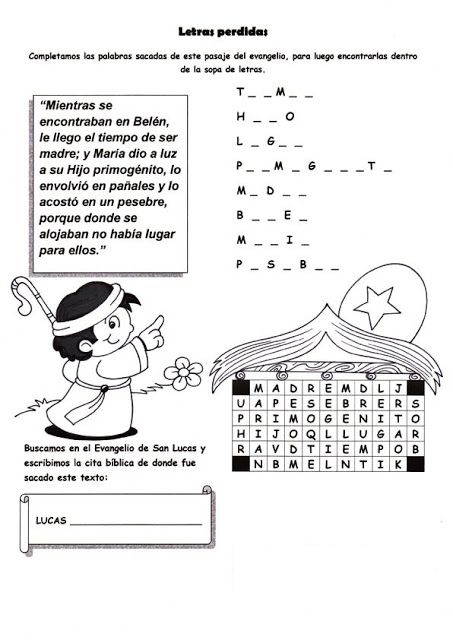 Letras perdidas
Completamos las palabras sacadas de este pasaje del evangelio, para luego encontrarlas dentro
de la sopa de letras.
“Mientras se
encontraban en Belén,
le llego el tiempo de ser
madre; y María dio a luz
a su Hijo primogénito, lo
envolvió en pañales y lo
acostó en un pesebre,
porque donde se
alojaban no había lugar
para ellos.”
T _ _ M _ _
H _ _ O
L _ G _ _
P _ _ M _ G _ _ _ T _
M _ D _ _
B _ _ E _
M _ _ I _
P _ S _ B _ _
M A D R E M D L J
U A P E S E B R E R S
P R I M O G E N I T O
H I J O Q L L U G A R
R A V D T I E M P O B
N B M E L N T I K
Buscamos en el Evangelio de San Lucas y
escribimos la cita bíblica de donde fue
sacado este texto:
LUCAS ____________________